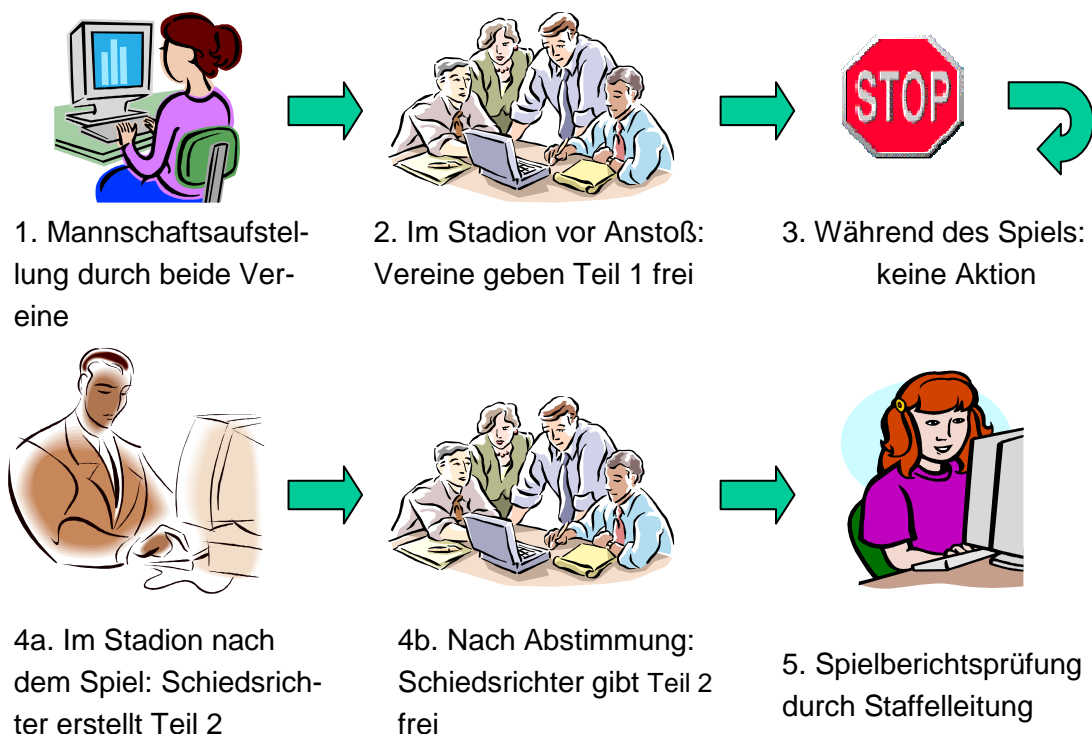 STOP
1. Mannschaftsaufstel-
lung durch beide Ver-
eine
2. Im Stadion vor Anstoß:
Vereine geben Teil 1 frei
3. Während des Spiels:
keine Aktion
4a. Im Stadion nach
dem Spiel: Schiedsrich-
ter erstellt Teil 2
4b. Nach Abstimmung:
Schiedsrichter gibt Teil 2
frei
5. Spielberichtsprüfung
durch Staffelleitung